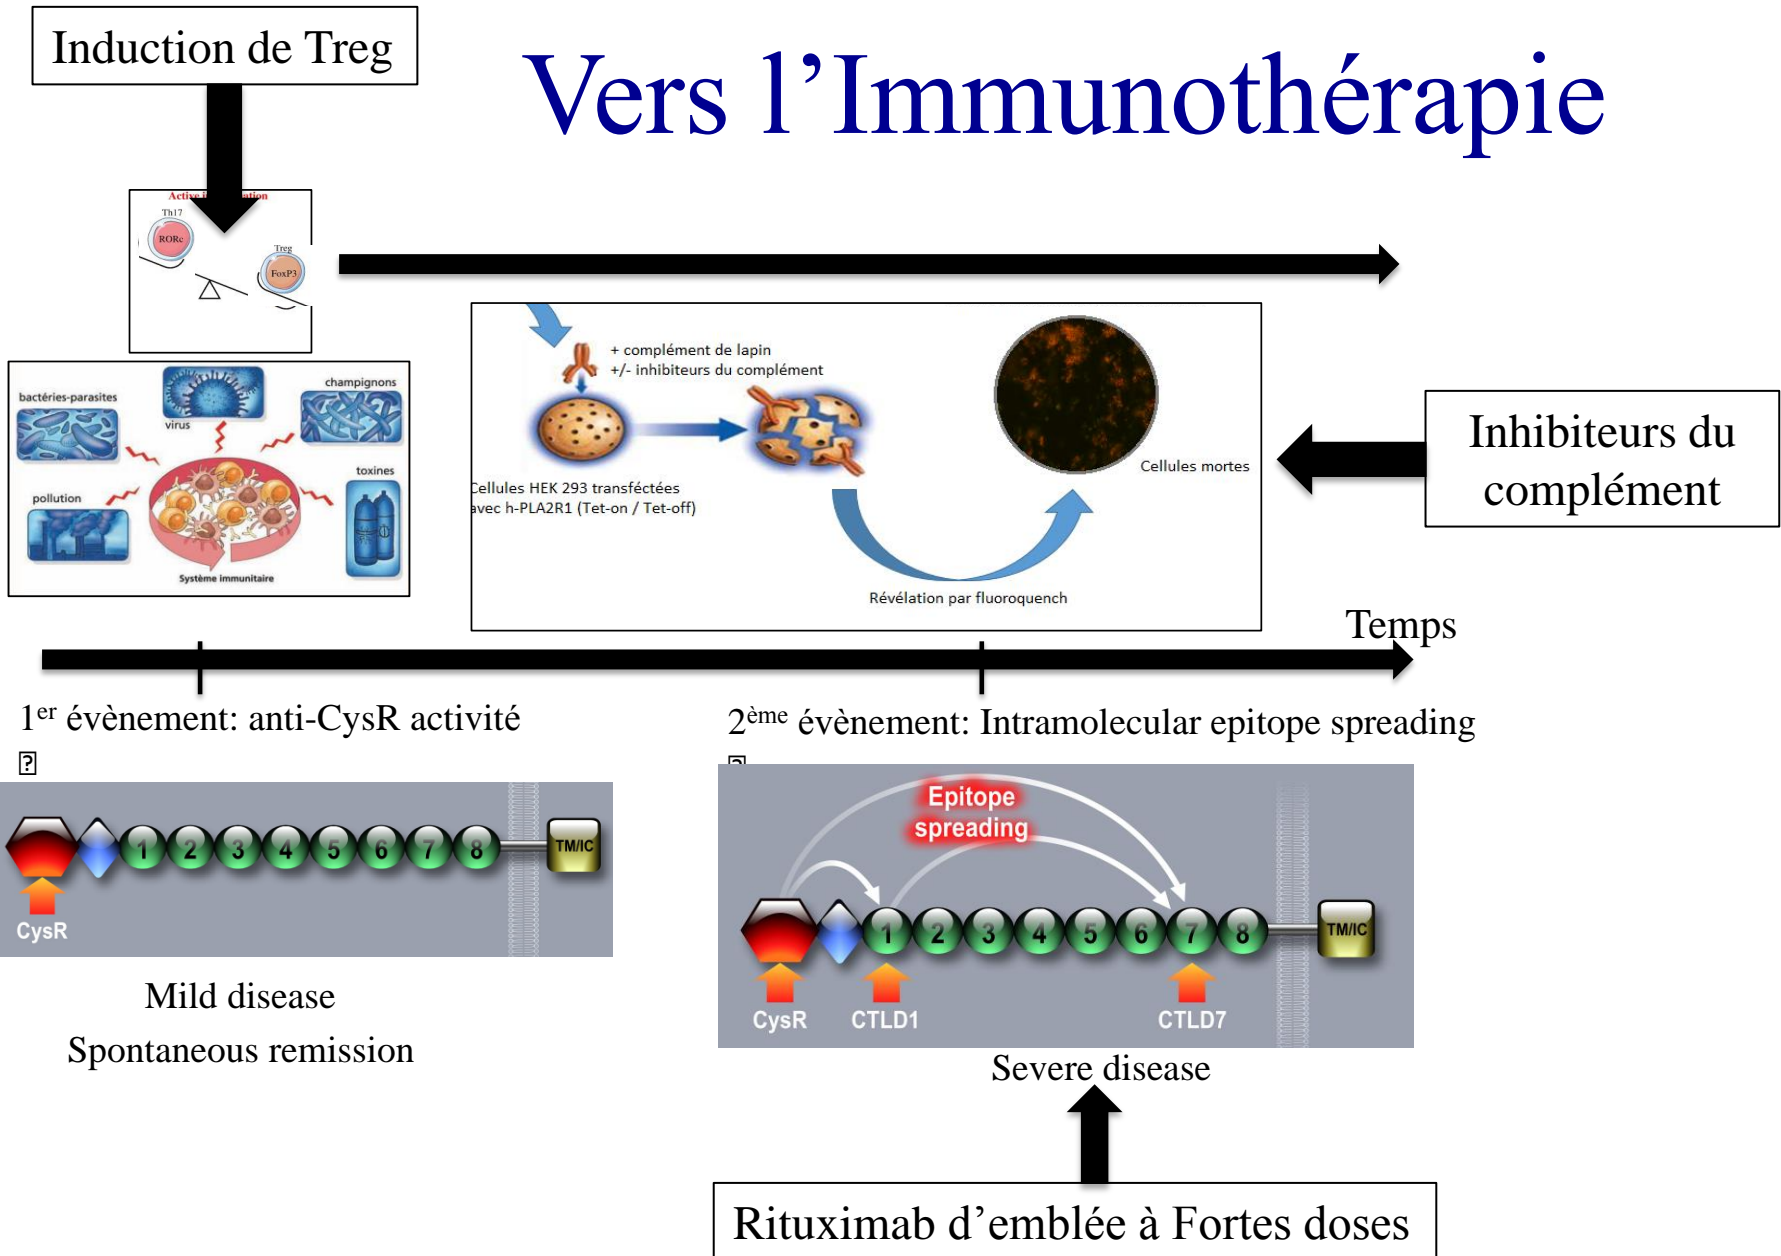 Induction de Treg
Vers l’Immunothérapie
Active
Th17
RORc
Treg
FoxP3
bactéries-parasites
virus
champignons
pollution
toxines
Système immunitaire
+ complément de lapin
+/- inhibiteurs du complément
Cellules HEK 293 transféctées
avec h-PLA2R1 (Tet-on / Tet-off)
Cellules mortes
Révélation par fluoroquench
Inhibiteurs du
complément
Temps
1er évènement: anti-CysR activité
2ème évènement: Intramolecular epitope spreading
1 2 3 4 5 6 7 8 TM/IC
CysR
Mild disease
Spontaneous remission
Epitope
spreading
1 2 3 4 5 6 7 8 TM/IC
CysR CTLD1 CTLD7
Severe disease
Rituximab d’emblée à Fortes doses